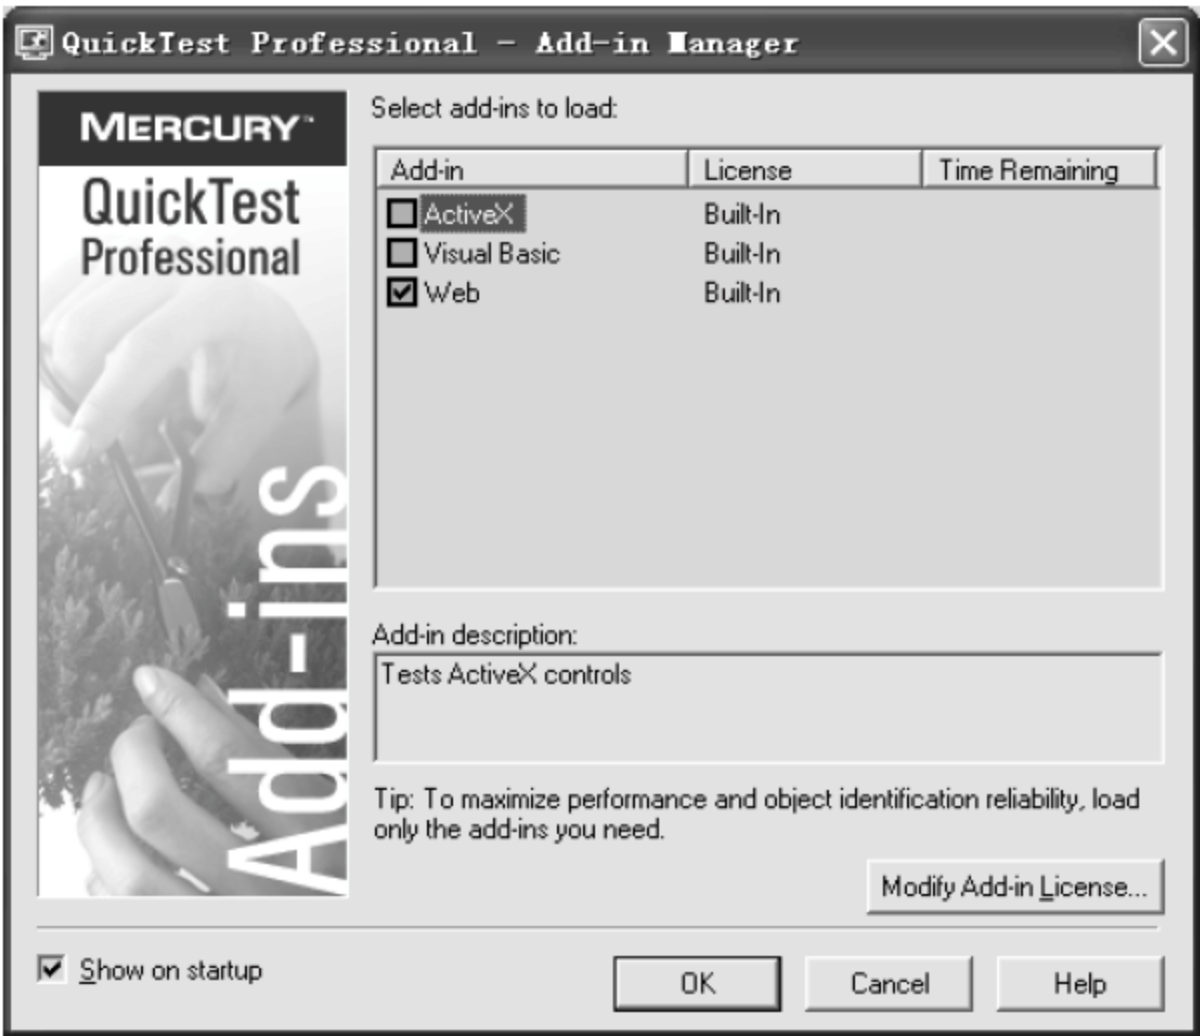 QuickTest Professional - Add-in Manager
MERCURY™
QuickTest
Professional
Add-ins
Select add-ins to load:
Add-in License Time Remaining
ActiveX Built-In
Visual Basic Built-In
Web Built-In
Add-in description:
Tests ActiveX controls
Tip: To maximize performance and object identification reliability, load
only the add-ins you need.
Modify Add-in License...
Show on startup
OK Cancel Help